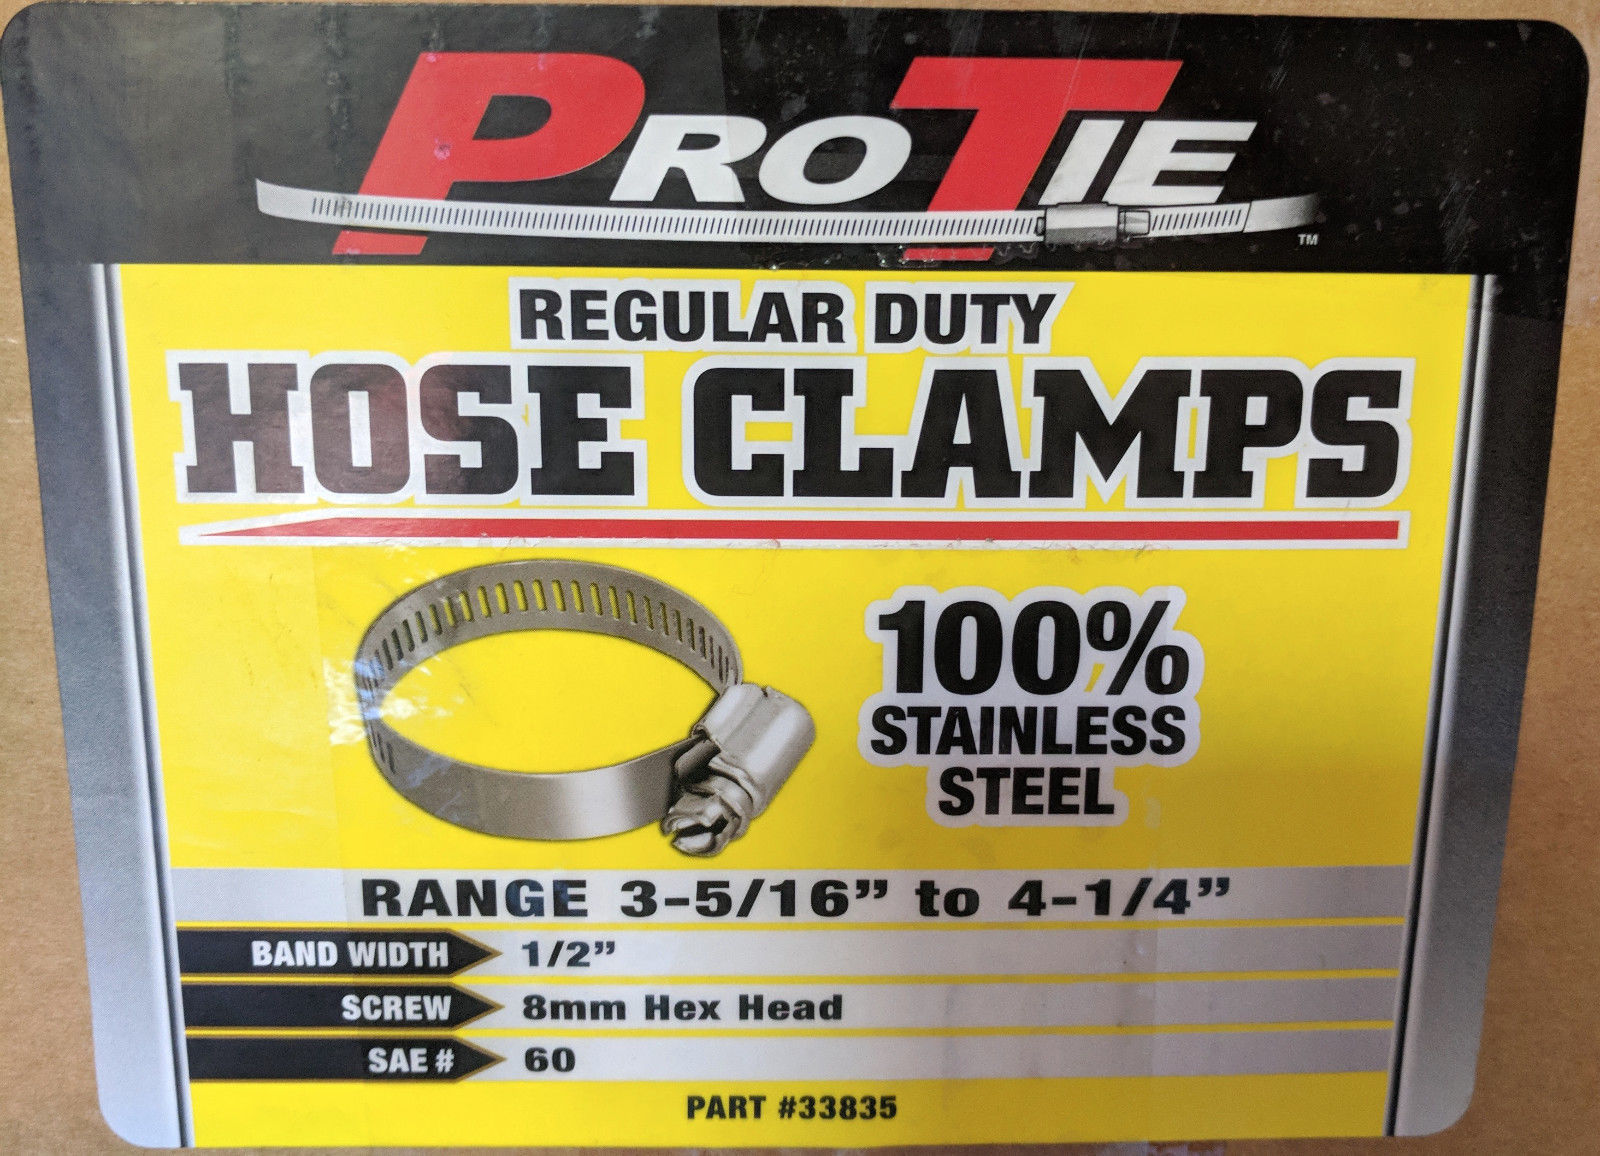 PROTIE
™
REGULAR DUTY
HOSE CLAMPS
100%
STAINLESS
STEEL
RANGE 3-5/16” to 4-1/4”
BAND WIDTH 1/2”
SCREW 8mm Hex Head
SAE # 60
PART #33835